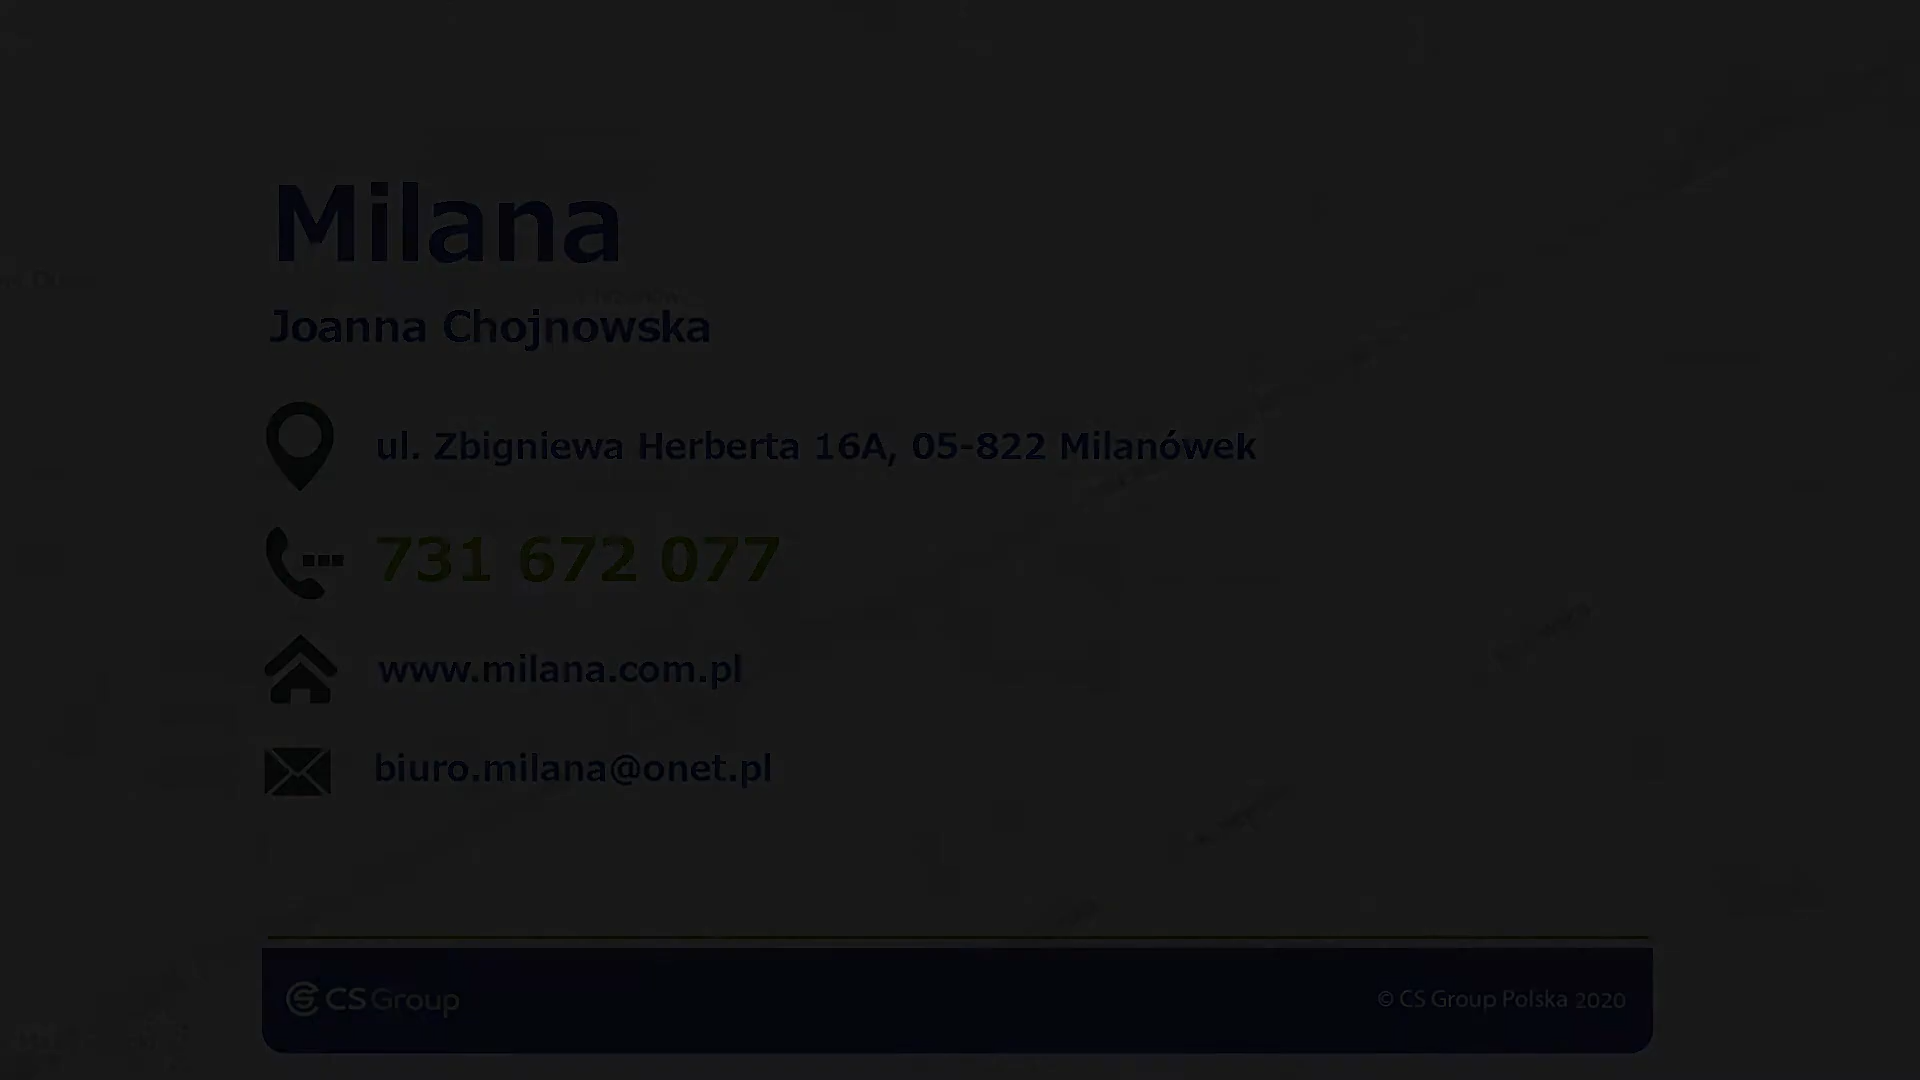 Milana
Joanna Chojnowska
ul. Zbigniewa Herberta 16A, 05-822 Milanówek
731 672 077
www.milana.com.pl
biuro.milana@onet.pl
CS Group
© CS Group Polska 2020